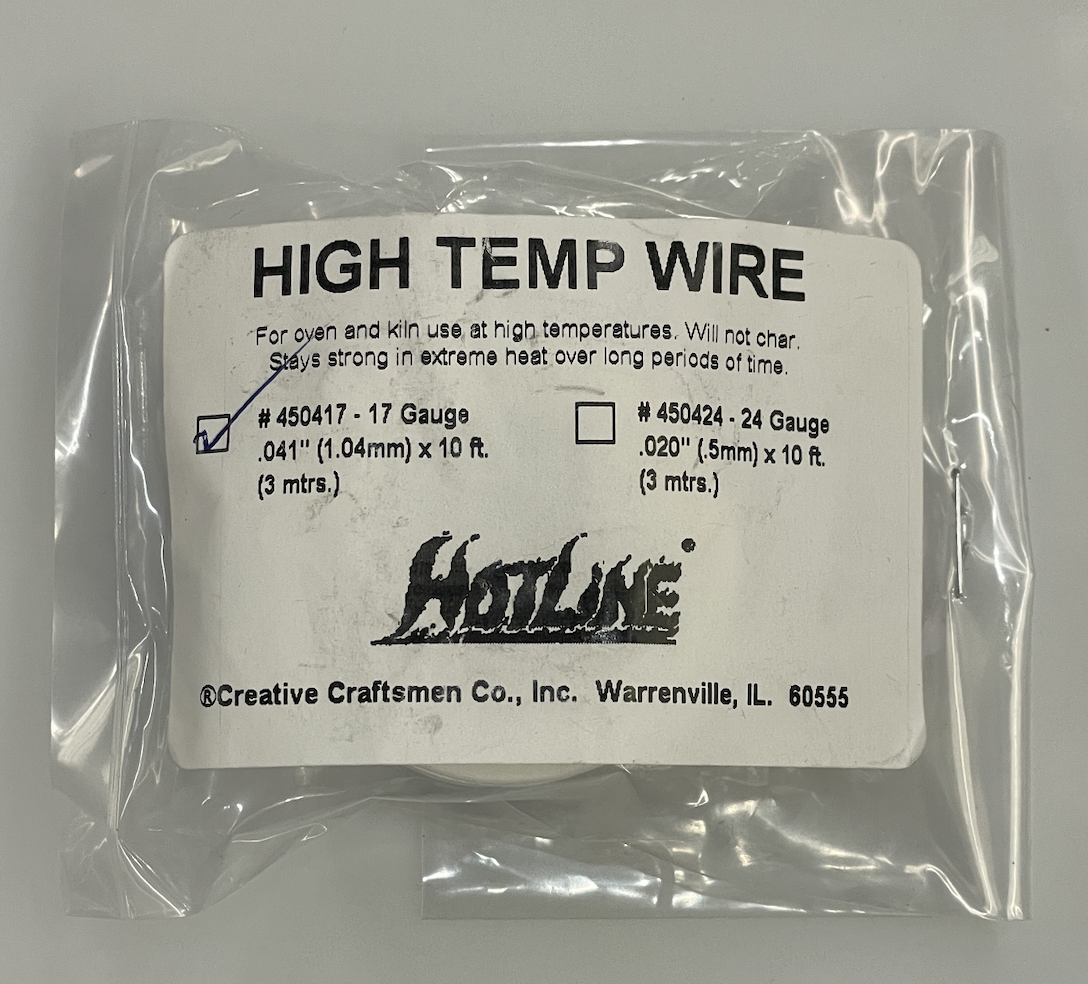 HIGH TEMP WIRE
For oven and kiln use at high temperatures. Will not char.
Stays strong in extreme heat over long periods of time.
# 450417 - 17 Gauge
.041" (1.04mm) x 10 ft.
(3 mtrs.)
# 450424 - 24 Gauge
.020" (.5mm) x 10 ft.
(3 mtrs.)
HOTLINE
®Creative Craftsmen Co., Inc. Warrenville, IL. 60555